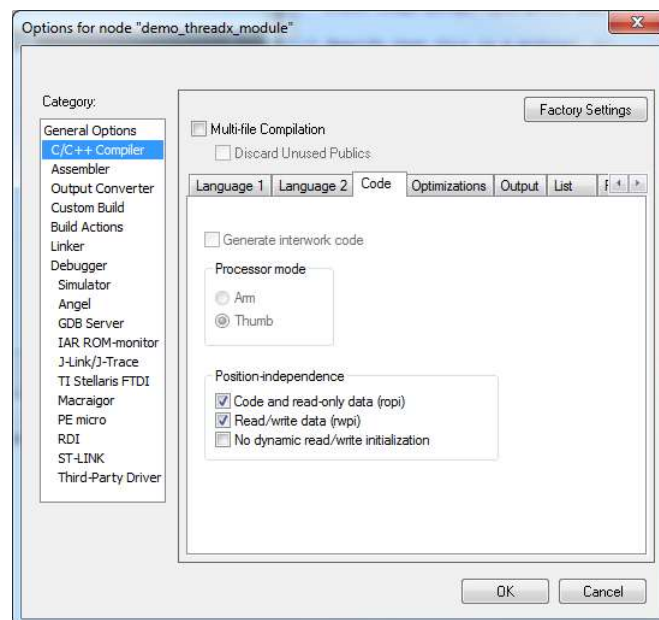 Options for node "demo_threadx_module"
Category:
Factory Settings
General Options
C/C++ Compiler
Assembler
Output Converter
Custom Build
Build Actions
Linker
Debugger
Simulator
Angel
GDB Server
IAR ROM-monitor
J-Link/J-Trace
TI Stellaris FTDI
Macraigor
PE micro
RDI
ST-LINK
Third-Party Driver
Multi-file Compilation
Discard Unused Publics
Language 1 Language 2 Code Optimizations Output List
Generate interwork code
Processor mode
Arm
Thumb
Position-independence
Code and read-only data (ropi)
Read/write data (rwpi)
No dynamic read/write initialization
OK Cancel